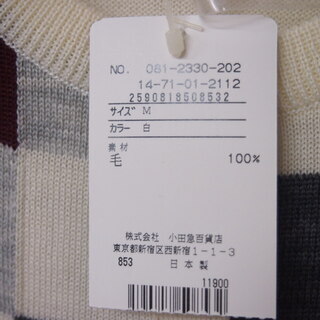 NO. 081-2330-202
14-71-01-2112
2590818508532
サイズ M
カラー 白
素材
毛 100%
株式会社 小田急百貨店
東京都新宿区西新宿1-1-3
853 日本製
11900